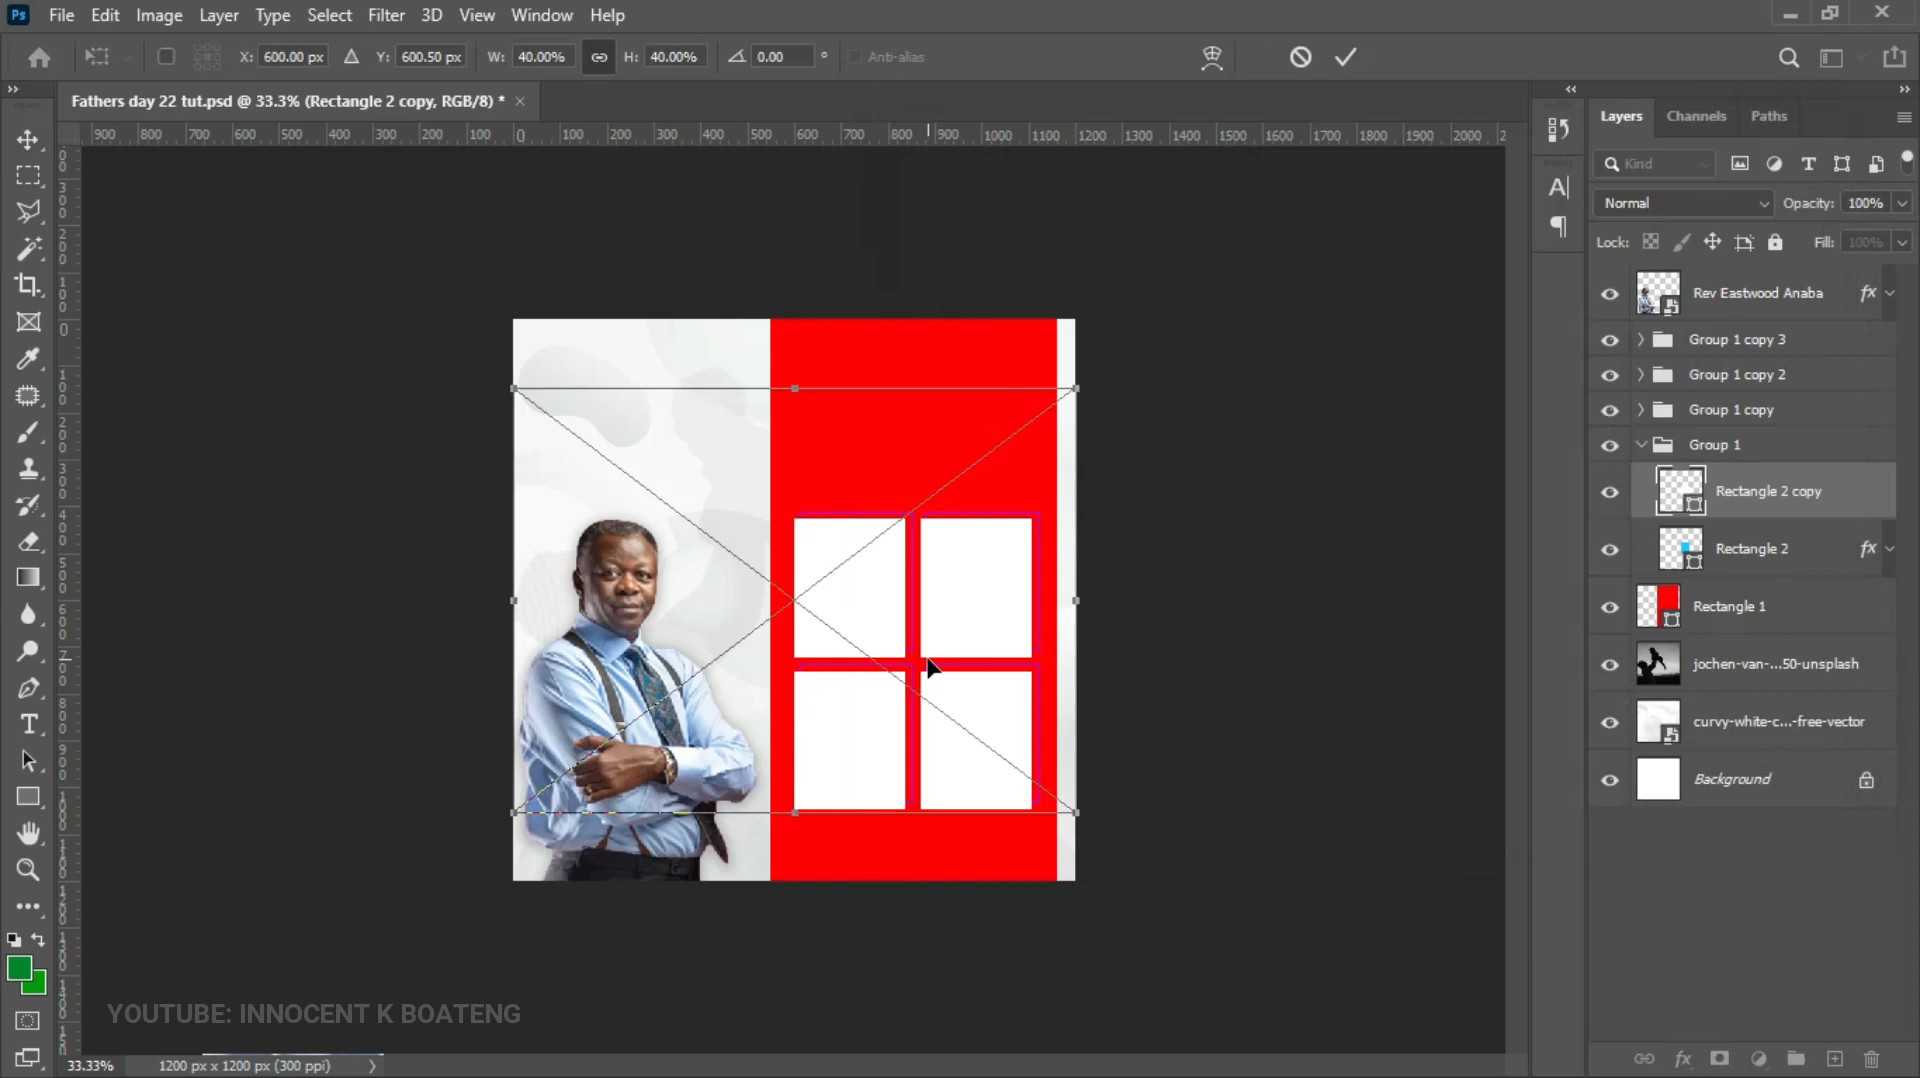 Ps File Edit Image Layer Type Select Filter 3D View Window Help
X: 600.00 px Y: 600.50 px W: 40.00% H: 40.00% 0.00 ° Anti-alias
Fathers day 22 tut.psd @ 33.3% (Rectangle 2 copy, RGB/8) * ×
900 800 700 600 500 400 300 200 100 0 100 200 300 400 500 600 700 800 900 1000 1100 1200 1300 1400 1500 1600 1700 1800 1900 2000
Layers Channels Paths
Kind
Normal Opacity: 100%
Lock: Fill: 100%
Rev Eastwood Anaba fx
Group 1 copy 3
Group 1 copy 2
Group 1 copy
Group 1
Rectangle 2 copy
Rectangle 2 fx
Rectangle 1
jochen-van-...50-unsplash
curvy-white-c...-free-vector
Background
YOUTUBE: INNOCENT K BOATENG
33.33% 1200 px x 1200 px (300 ppi)
fx